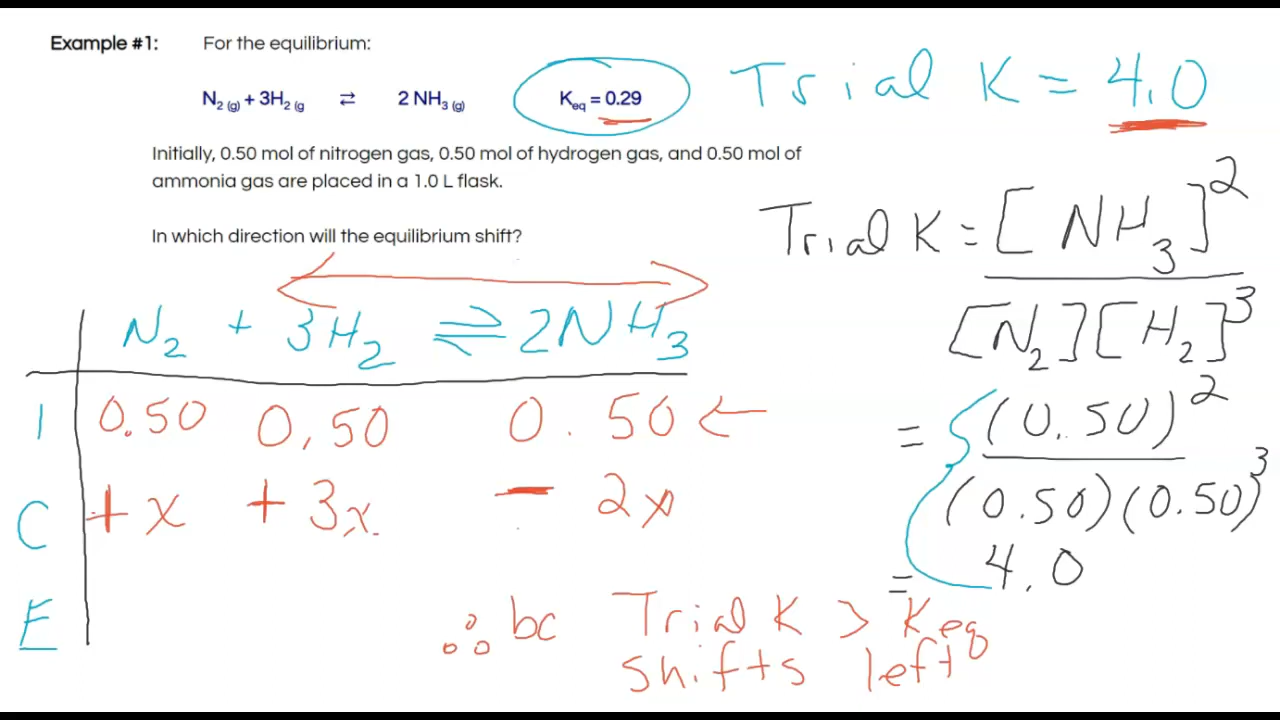 Example #1: For the equilibrium:
N₂ (g) + 3H₂ (g ⇄ 2 NH₃ (g) Keq = 0.29
Trial K = 4.0
Initially, 0.50 mol of nitrogen gas, 0.50 mol of hydrogen gas, and 0.50 mol of
ammonia gas are placed in a 1.0 L flask.
In which direction will the equilibrium shift?
Trial K = [NH₃]²
[N₂][H₂]³
= (0.50)²
(0.50)(0.50)³
= 4.0
N₂ + 3H₂ ⇌ 2NH₃
I 0.50 0.50 0.50 ←
C + x + 3x - 2x
E
∴ bc Trial K > Keq
shifts left